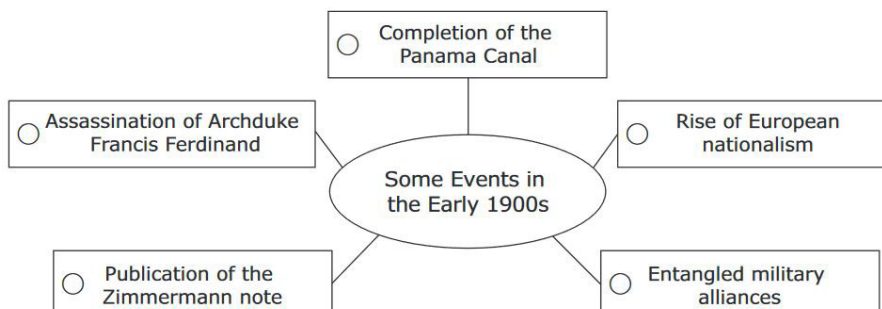 Completion of the
Panama Canal
Assassination of Archduke
Francis Ferdinand
Rise of European
nationalism
Some Events in
the Early 1900s
Publication of the
Zimmermann note
Entangled military
alliances